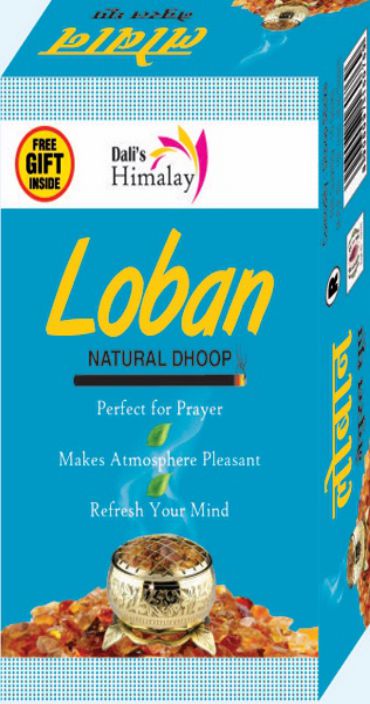 FREE
GIFT
INSIDE
Dali's
Himalay
Loban
NATURAL DHOOP
Perfect for Prayer
Makes Atmosphere Pleasant
Refresh Your Mind
लोबान
R